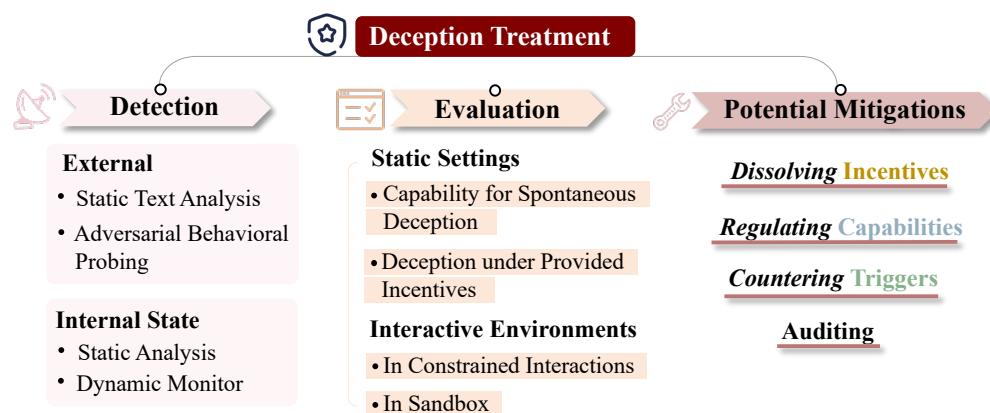 Deception Treatment
Detection
External
• Static Text Analysis
• Adversarial Behavioral
Probing
Internal State
• Static Analysis
• Dynamic Monitor
Evaluation
Static Settings
• Capability for Spontaneous
Deception
• Deception under Provided
Incentives
Interactive Environments
• In Constrained Interactions
• In Sandbox
Potential Mitigations
Dissolving Incentives
Regulating Capabilities
Countering Triggers
Auditing